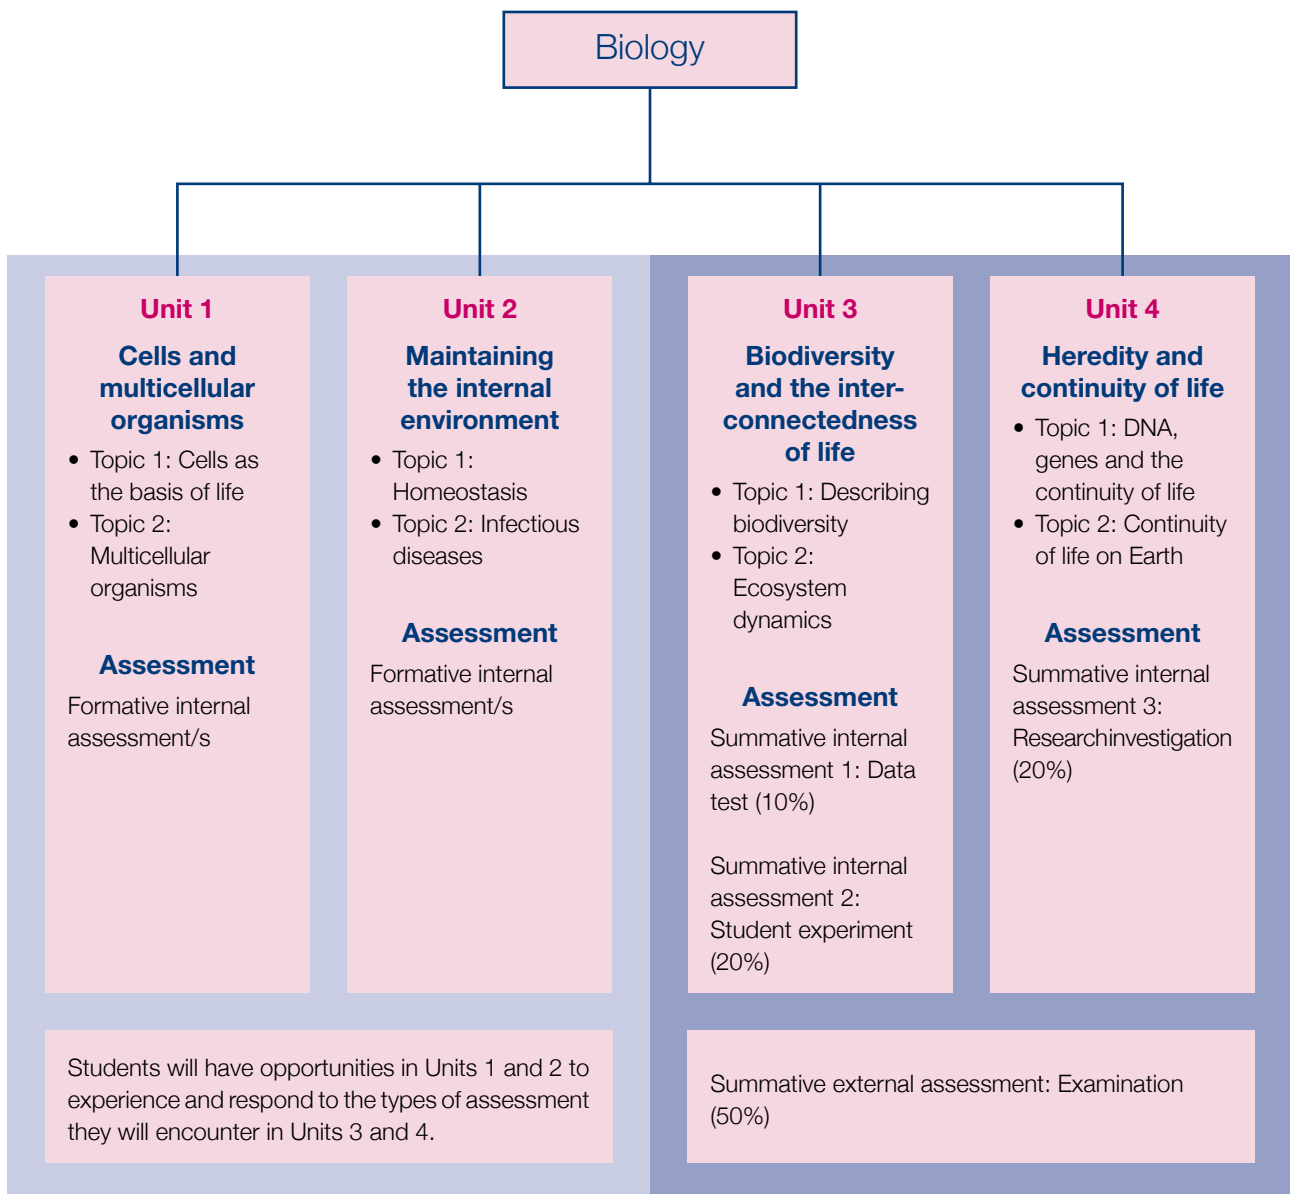 Biology
Unit 1
Cells and
multicellular
organisms
• Topic 1: Cells as
the basis of life
• Topic 2:
Multicellular
organisms
Assessment
Formative internal
assessment/s
Unit 2
Maintaining
the internal
environment
• Topic 1:
Homeostasis
• Topic 2: Infectious
diseases
Assessment
Formative internal
assessment/s
Unit 3
Biodiversity
and the inter-
connectedness
of life
• Topic 1: Describing
biodiversity
• Topic 2:
Ecosystem
dynamics
Assessment
Summative internal
assessment 1: Data
test (10%)
Summative internal
assessment 2:
Student experiment
(20%)
Unit 4
Heredity and
continuity of life
• Topic 1: DNA,
genes and the
continuity of life
• Topic 2: Continuity
of life on Earth
Assessment
Summative internal
assessment 3:
Researchinvestigation
(20%)
Students will have opportunities in Units 1 and 2 to
experience and respond to the types of assessment
they will encounter in Units 3 and 4.
Summative external assessment: Examination
(50%)